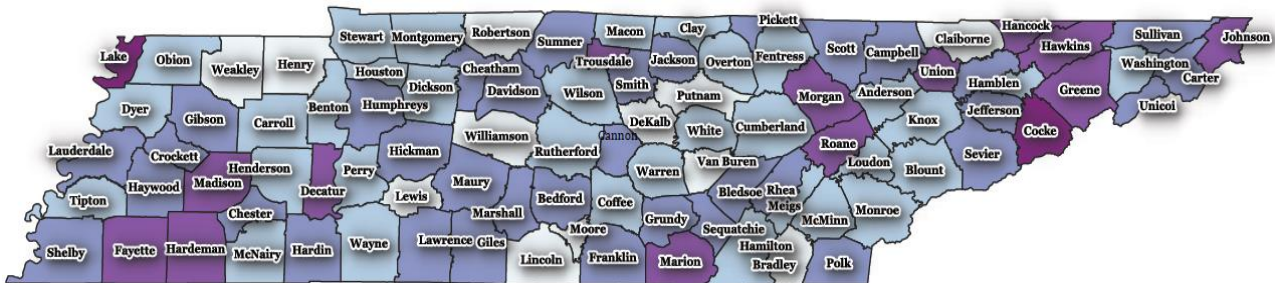 Pickett
Hancock
Robertson
Macon
Clay
Claiborne
Stewart
Montgomery
Sumner
Scott
Campbell
Hawkins
Sullivan
Johnson
Lake
Obion
Weakley
Henry
Trousdale
Jackson
Overton
Fentress
Union
Washington
Houston
Cheatham
Smith
Hamblen
Carter
Dickson
Davidson
Wilson
Putnam
Morgan
Anderson
Greene
Dyer
Gibson
Benton
Humphreys
Jefferson
Unicoi
Carroll
DeKalb
White
Cumberland
Knox
Cocke
Williamson
Cannon
Rutherford
Roane
Lauderdale
Crockett
Henderson
Hickman
Loudon
Sevier
Haywood
Madison
Decatur
Perry
Warren
Van Buren
Blount
Tipton
Lewis
Maury
Bedford
Coffee
Bledsoe
Rhea
Meigs
Chester
Marshall
Grundy
McMinn
Monroe
Moore
Sequatchie
Shelby
Fayette
Hardeman
McNairy
Hardin
Wayne
Lawrence
Giles
Lincoln
Franklin
Marion
Hamilton
Bradley
Polk